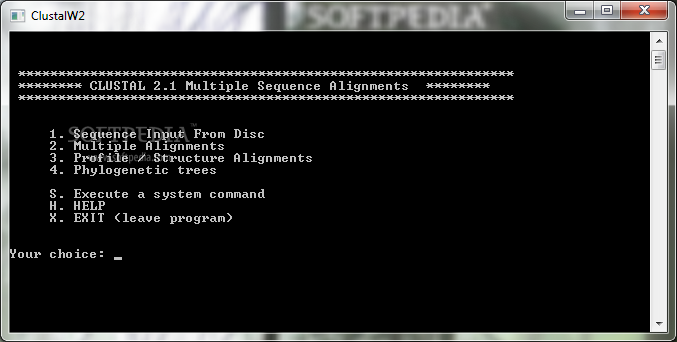 SOFTPEDIA
ClustalW2
**************************************************************
******** CLUSTAL 2.1 Multiple Sequence Alignments  ********
**************************************************************
1. Sequence Input From Disc
SOFTPEDIA™
2. Multiple Alignments
3. Profile / Structure Alignments
4. Phylogenetic trees
S. Execute a system command
H. HELP
X. EXIT (leave program)
Your choice: _